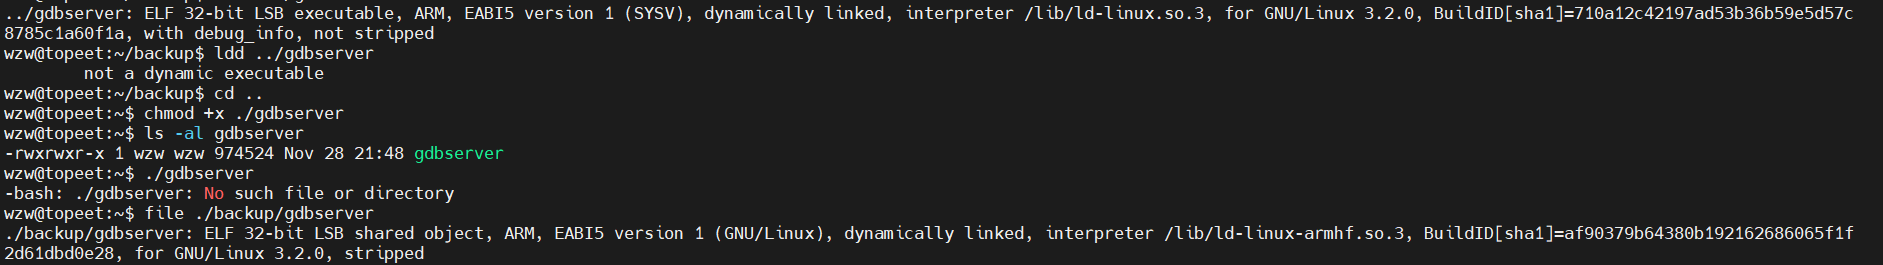 ../gdbserver: ELF 32-bit LSB executable, ARM, EABI5 version 1 (SYSV), dynamically linked, interpreter /lib/ld-linux.so.3, for GNU/Linux 3.2.0, BuildID[sha1]=710a12c42197ad53b36b59e5d57c
8785c1a60f1a, with debug_info, not stripped
wzw@topeet:~/backup$ ldd ../gdbserver
        not a dynamic executable
wzw@topeet:~/backup$ cd ..
wzw@topeet:~$ chmod +x ./gdbserver
wzw@topeet:~$ ls -al gdbserver
-rwxrwxr-x 1 wzw wzw 974524 Nov 28 21:48 gdbserver
wzw@topeet:~$ ./gdbserver
-bash: ./gdbserver: No such file or directory
wzw@topeet:~$ file ./backup/gdbserver
./backup/gdbserver: ELF 32-bit LSB shared object, ARM, EABI5 version 1 (GNU/Linux), dynamically linked, interpreter /lib/ld-linux-armhf.so.3, BuildID[sha1]=af90379b64380b192162686065f1f
2d61dbd0e28, for GNU/Linux 3.2.0, stripped